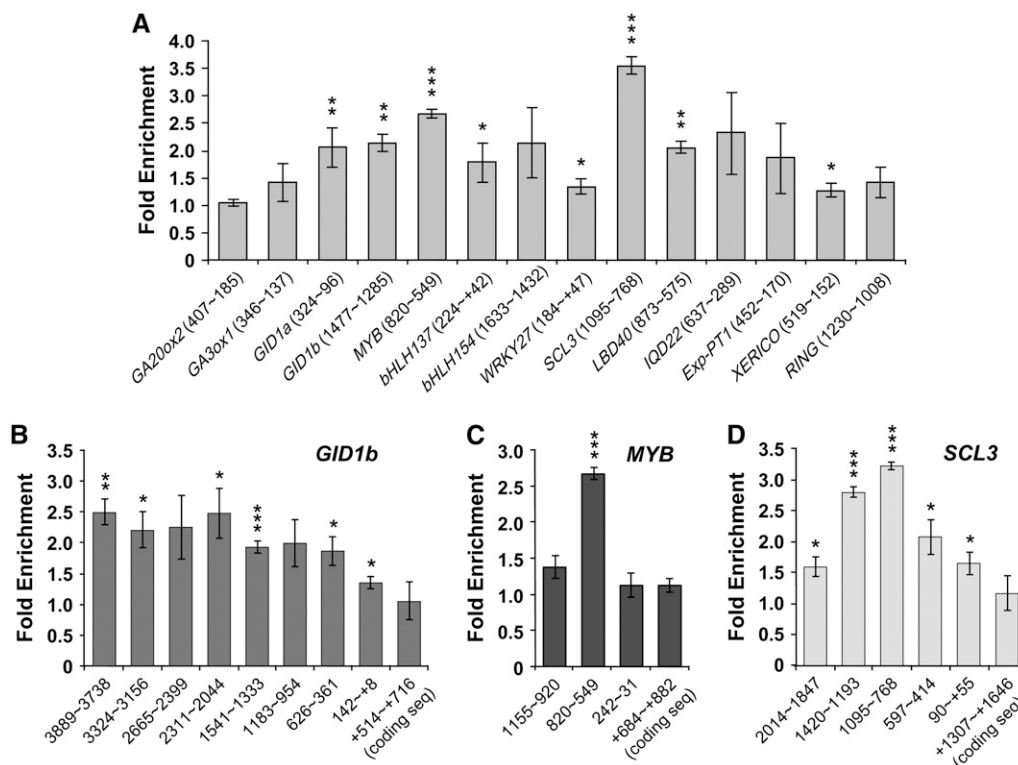 A
Fold Enrichment
4.0
3.5
3.0
2.5
2.0
1.5
1.0
0.5
0
**
**
***
*
*
***
**
*
GA20ox2 (407~185)
GA3ox1 (346~137)
GID1a (324~96)
GID1b (1477~1285)
MYB (820~549)
bHLH137 (224~+42)
bHLH154 (1633~1432)
WRKY27 (184~+47)
SCL3 (1095~768)
LBD40 (873~575)
IQD22 (637~289)
Exp-PT1 (452~170)
XERICO (519~152)
RING (1230~1008)
B
GID1b
Fold Enrichment
3.5
3.0
2.5
2.0
1.5
1.0
0.5
0
**
*
*
***
*
*
3889~3738
3324~3156
2665~2399
2311~2044
1541~1333
1183~954
626~361
142~+8
+514~+716
(coding seq)
C
MYB
Fold Enrichment
3.0
2.5
2.0
1.5
1.0
0.5
0
***
1155~920
820~549
242~31
+684~+882
(coding seq)
D
SCL3
Fold Enrichment
4.0
3.5
3.0
2.5
2.0
1.5
1.0
0.5
0
*
***
***
*
*
2014~1847
1420~1193
1095~768
597~414
90~+55
+1307~+1646
(coding seq)